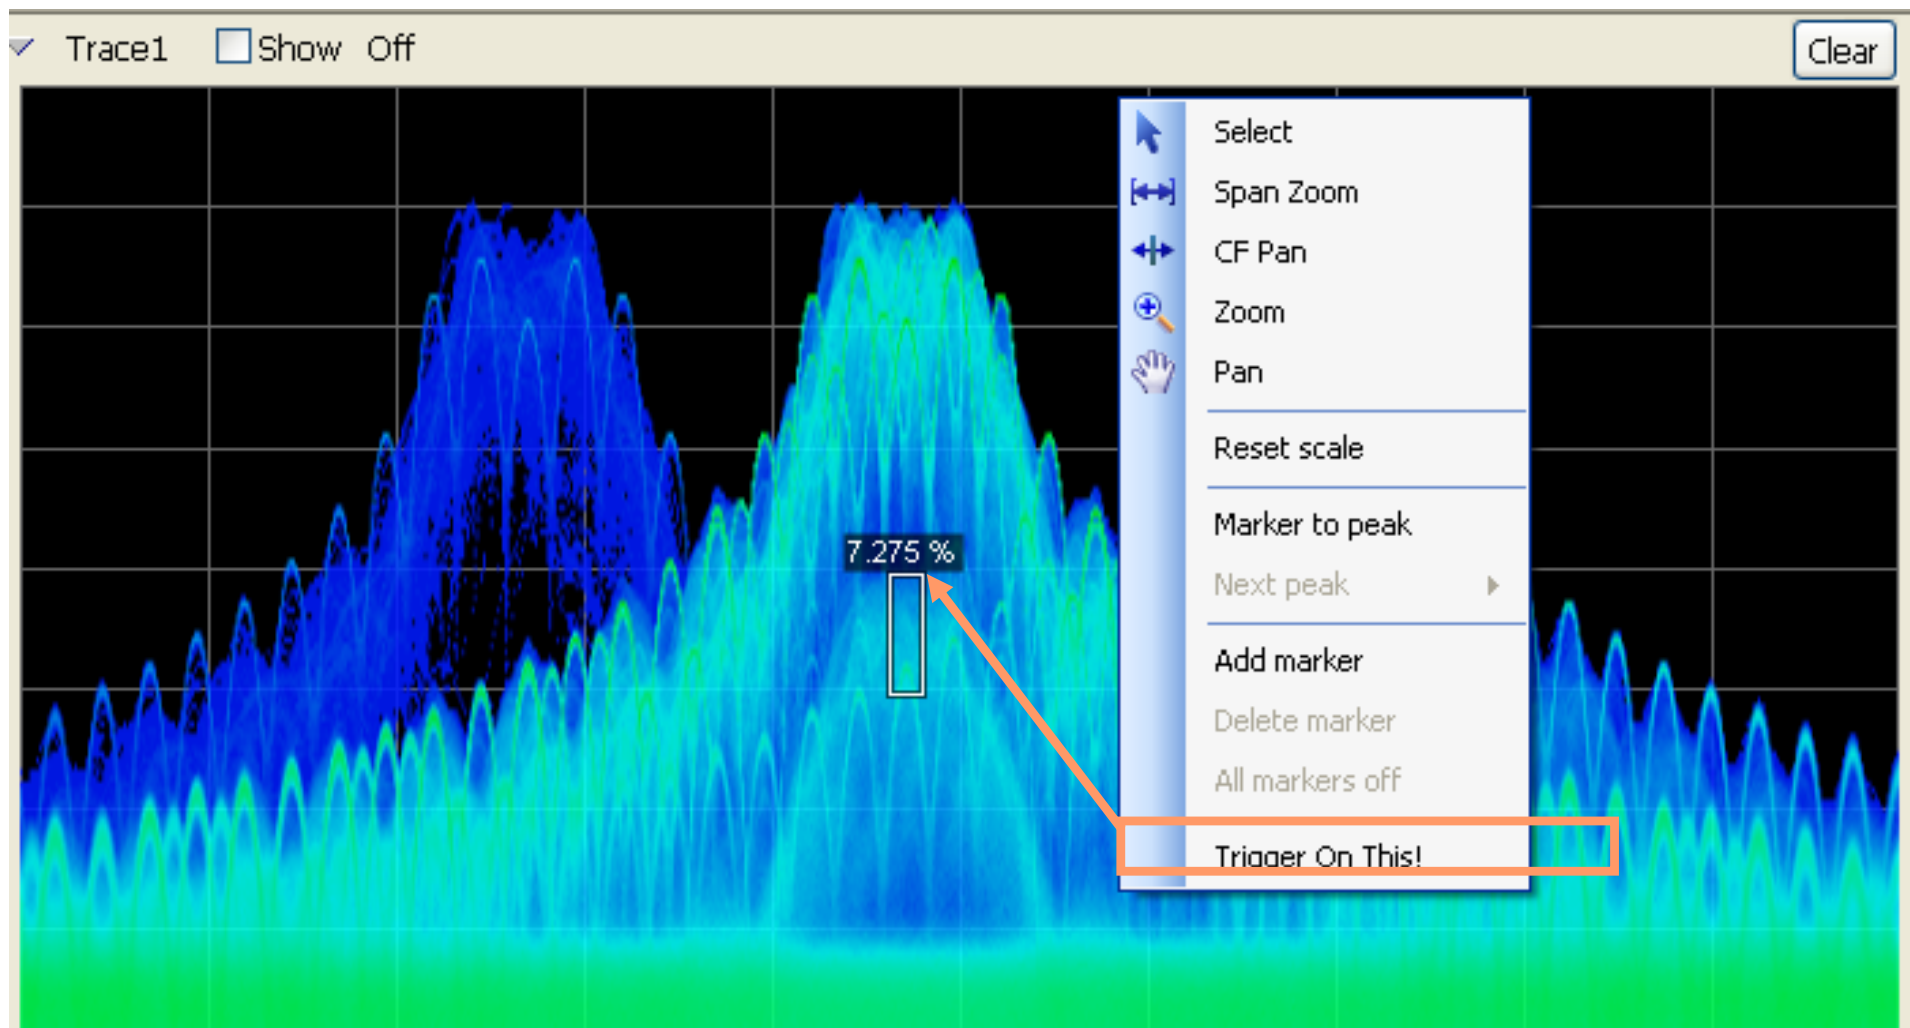 Trace1 Show Off Clear
Select
Span Zoom
CF Pan
Zoom
Pan
Reset scale
Marker to peak
7.275 %
Next peak
Add marker
Delete marker
All markers off
Trigger On This!